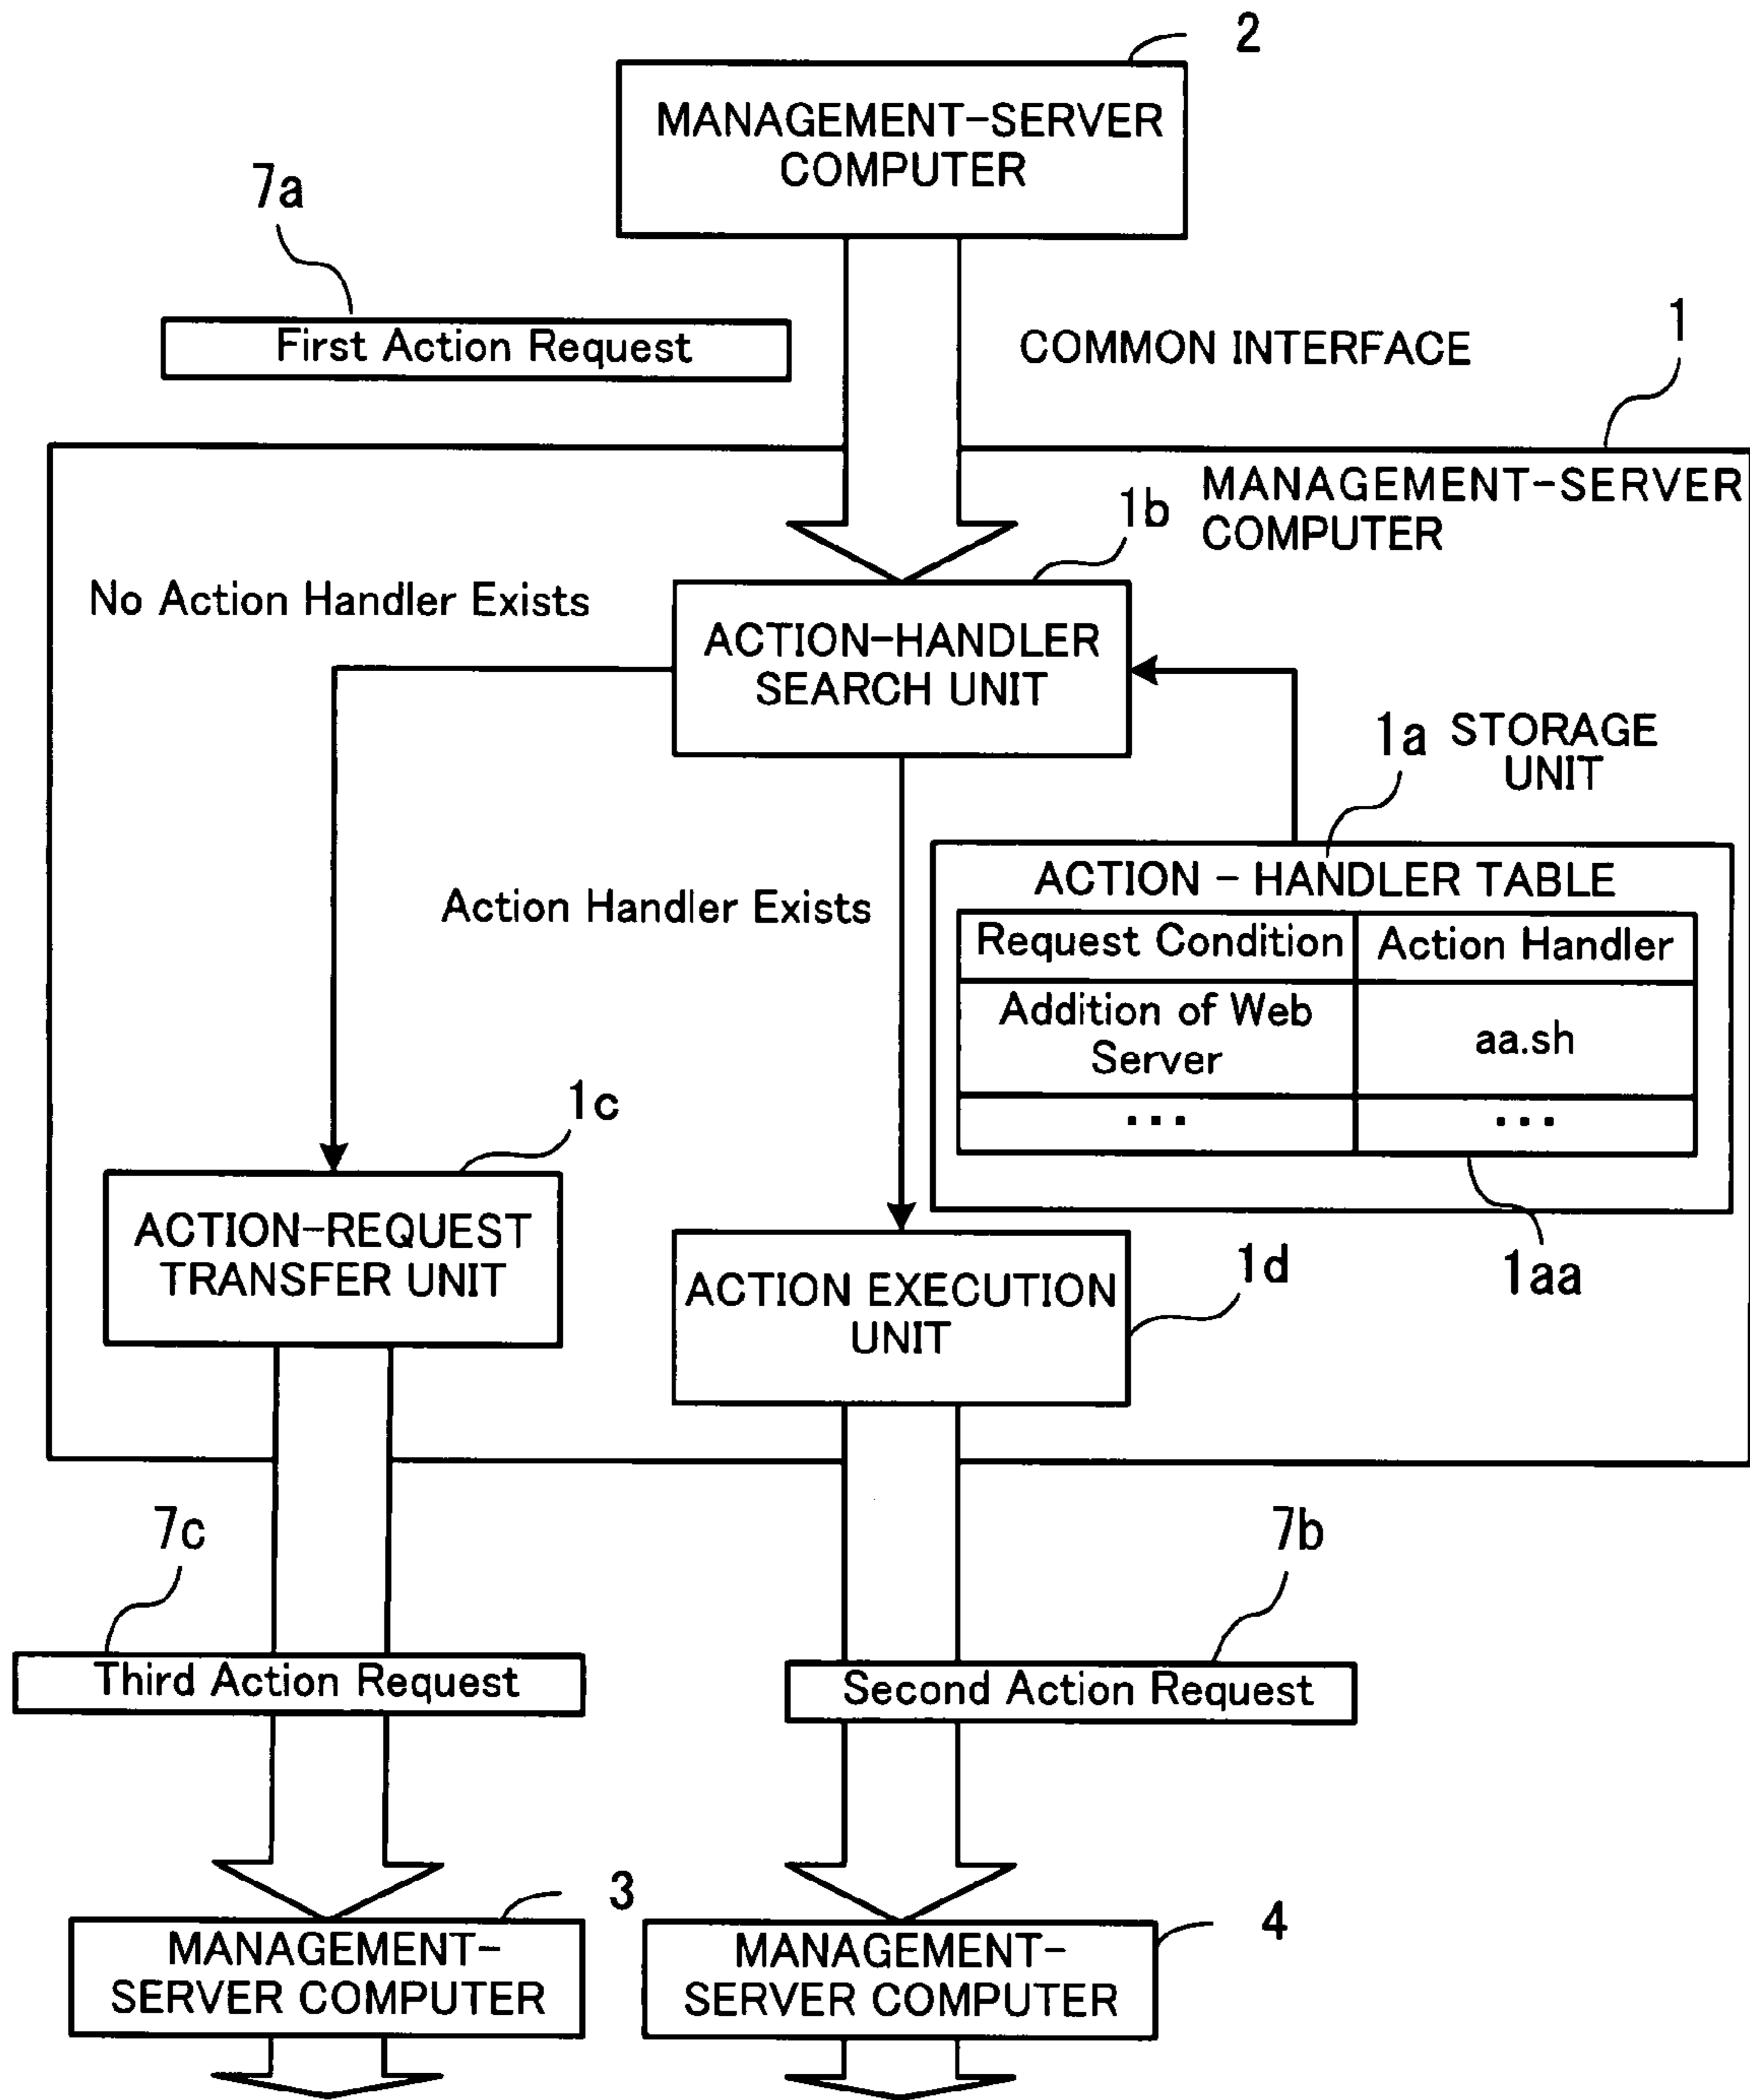 2
MANAGEMENT-SERVER
COMPUTER
7a
First Action Request
COMMON INTERFACE
1
MANAGEMENT-SERVER
COMPUTER
1b
No Action Handler Exists
ACTION-HANDLER
SEARCH UNIT
1a STORAGE
UNIT
Action Handler Exists
ACTION - HANDLER TABLE
Request Condition Action Handler
Addition of Web
Server
aa.sh
... ...
1c
1aa
ACTION-REQUEST
TRANSFER UNIT
ACTION EXECUTION
UNIT
1d
7c
7b
Third Action Request
Second Action Request
3
MANAGEMENT-
SERVER COMPUTER
4
MANAGEMENT-
SERVER COMPUTER